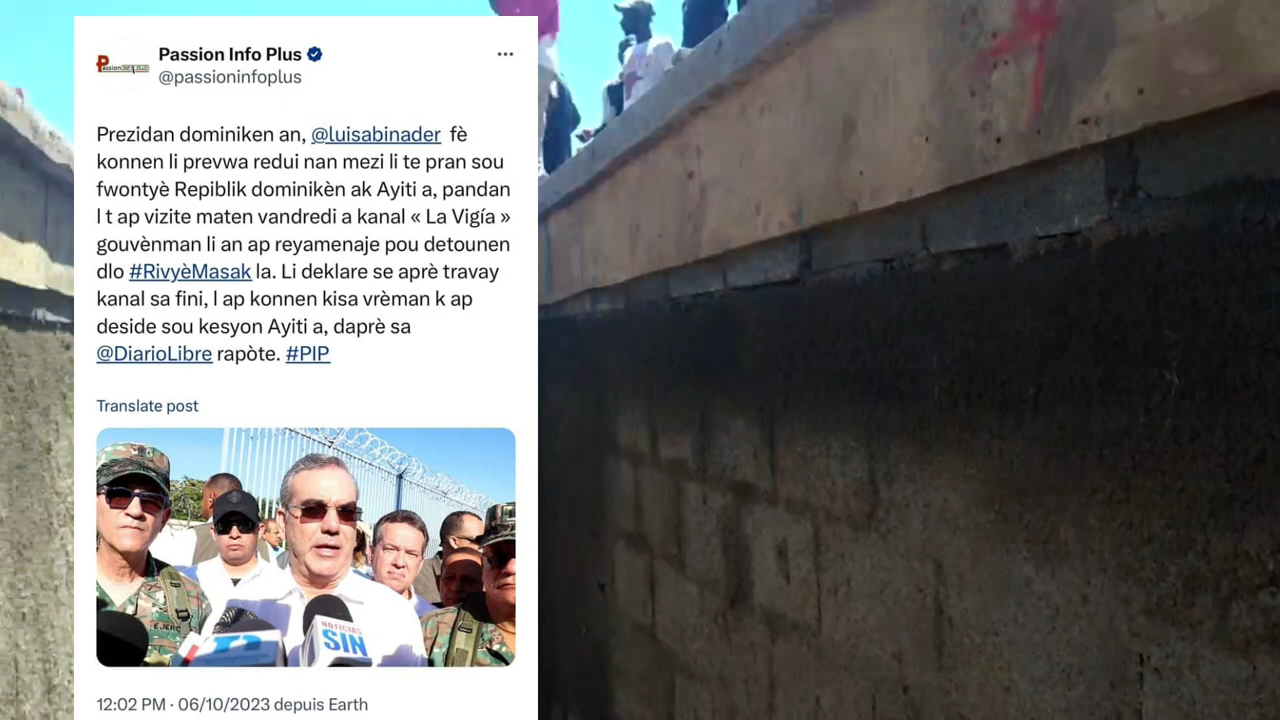 Passion Info Plus
@passioninfoplus
Prezidan dominiken an, @luisabinader fè
konnen li prevwa redui nan mezi li te pran sou
fwontyè Repiblik dominikèn ak Ayiti a, pandan
l t ap vizite maten vandredi a kanal « La Vigía »
gouvènman li an ap reyamenaje pou detounen
dlo #RivyèMasak la. Li deklare se aprè travay
kanal sa fini, l ap konnen kisa vrèman k ap
deside sou kesyon Ayiti a, daprè sa
@DiarioLibre rapòte. #PIP
Translate post
EJERC
NOTICIAS
SIN
12:02 PM · 06/10/2023 depuis Earth